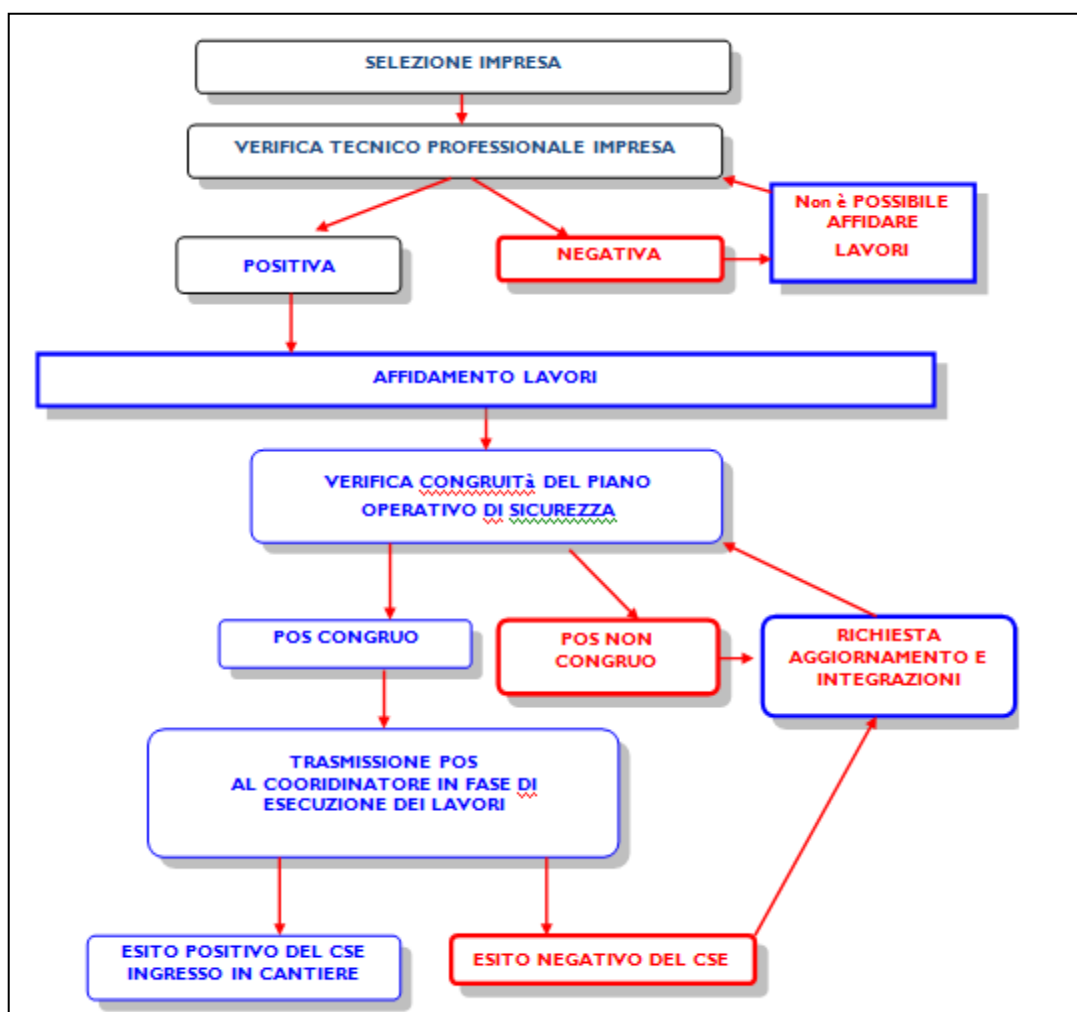 SELEZIONE IMPRESA
VERIFICA TECNICO PROFESSIONALE IMPRESA
Non è POSSIBILE
AFFIDARE
LAVORI
POSITIVA
NEGATIVA
AFFIDAMENTO LAVORI
VERIFICA CONGRUITà DEL PIANO
OPERATIVO DI SICUREZZA
POS CONGRUO
POS NON
CONGRUO
RICHIESTA
AGGIORNAMENTO E
INTEGRAZIONI
TRASMISSIONE POS
AL COORIDINATORE IN FASE DI
ESECUZIONE DEI LAVORI
ESITO POSITIVO DEL CSE
INGRESSO IN CANTIERE
ESITO NEGATIVO DEL CSE